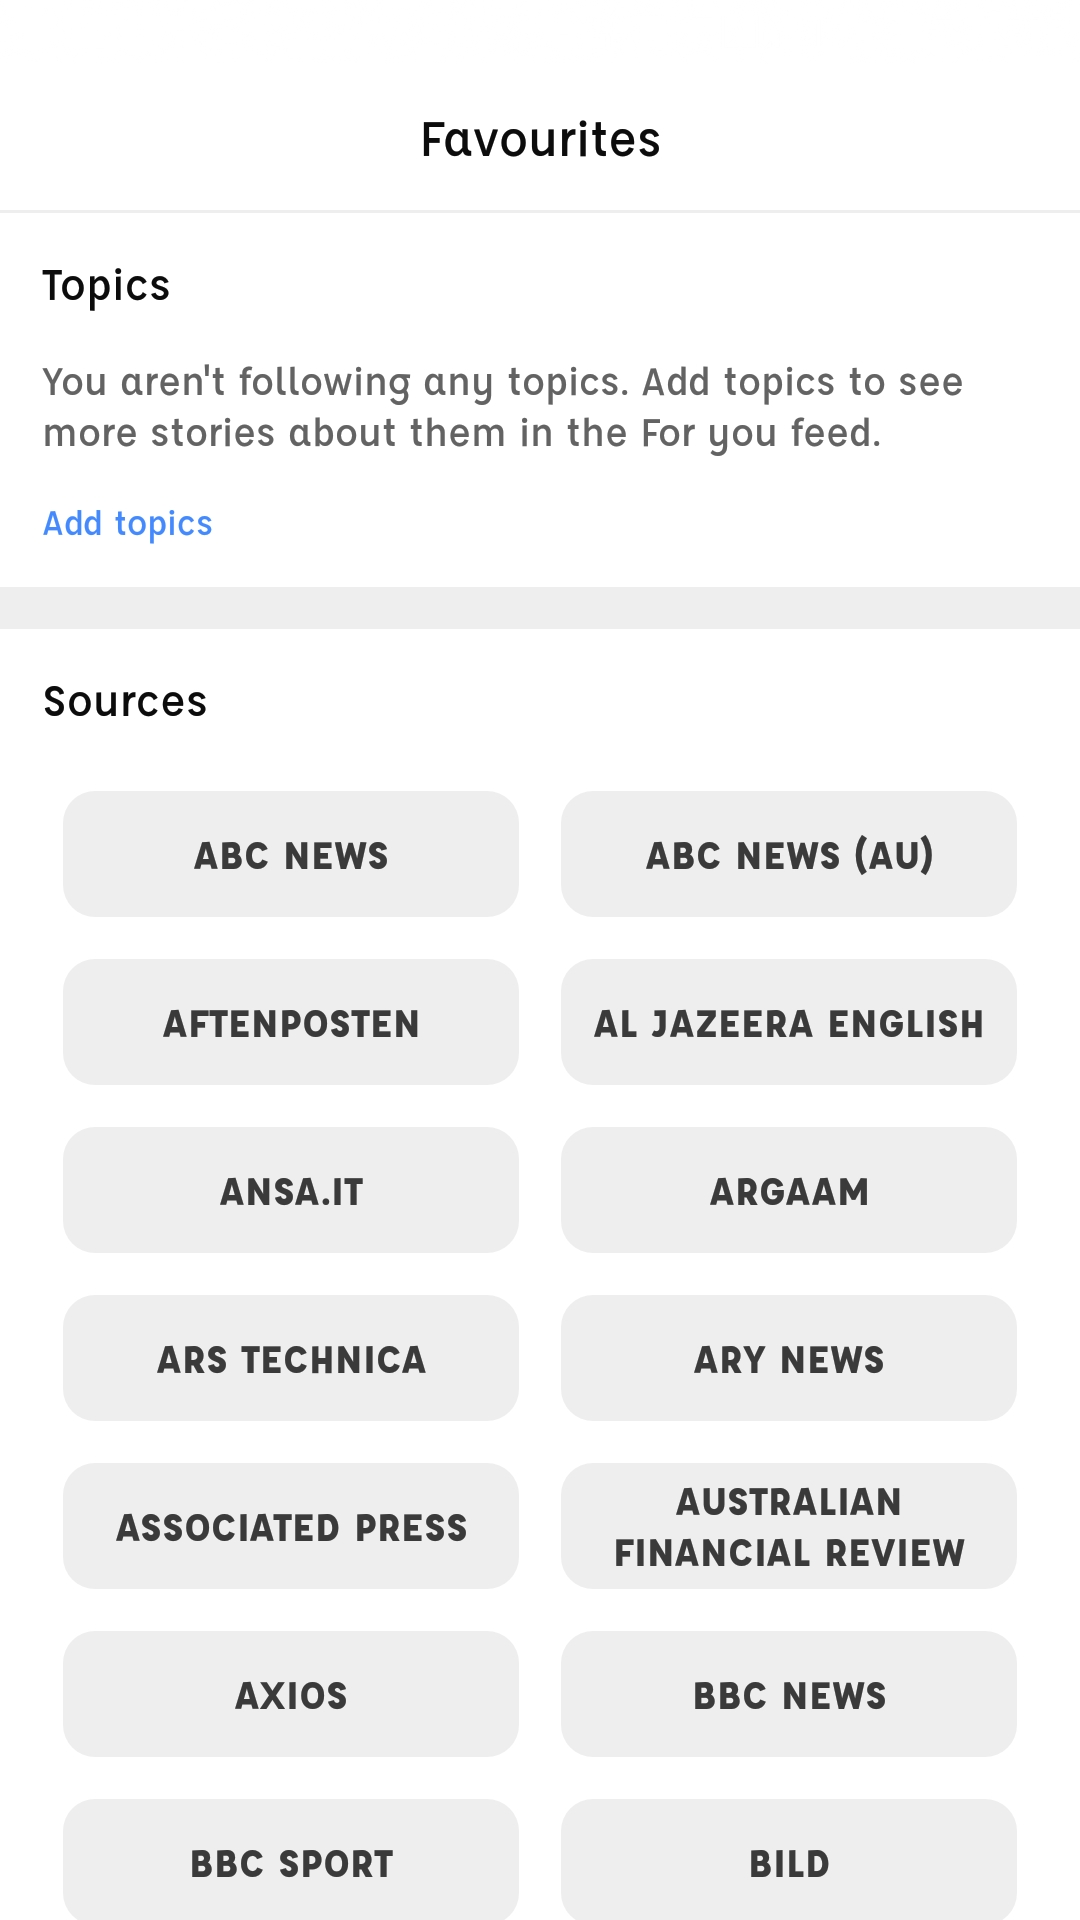 Favourites
Topics
You aren't following any topics. Add topics to see
more stories about them in the For you feed.
Add topics
Sources
ABC NEWS
ABC NEWS (AU)
AFTENPOSTEN
AL JAZEERA ENGLISH
ANSA.IT
ARGAAM
ARS TECHNICA
ARY NEWS
ASSOCIATED PRESS
AUSTRALIAN
FINANCIAL REVIEW
AXIOS
BBC NEWS
BBC SPORT
BILD